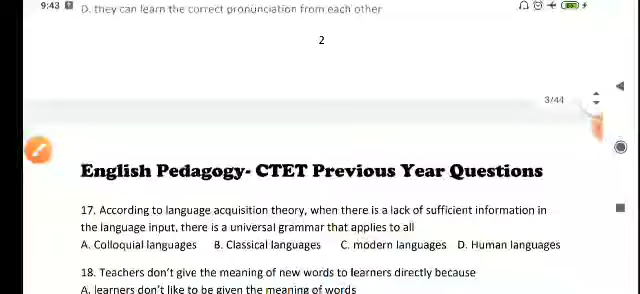 9:43
D. they can learn the correct pronunciation from each other
2
3/44
English Pedagogy- CTET Previous Year Questions
17. According to language acquisition theory, when there is a lack of sufficient information in
the language input, there is a universal grammar that applies to all
A. Colloquial languages B. Classical languages C. modern languages D. Human languages
18. Teachers don't give the meaning of new words to learners directly because
A. learners don't like to be given the meaning of words